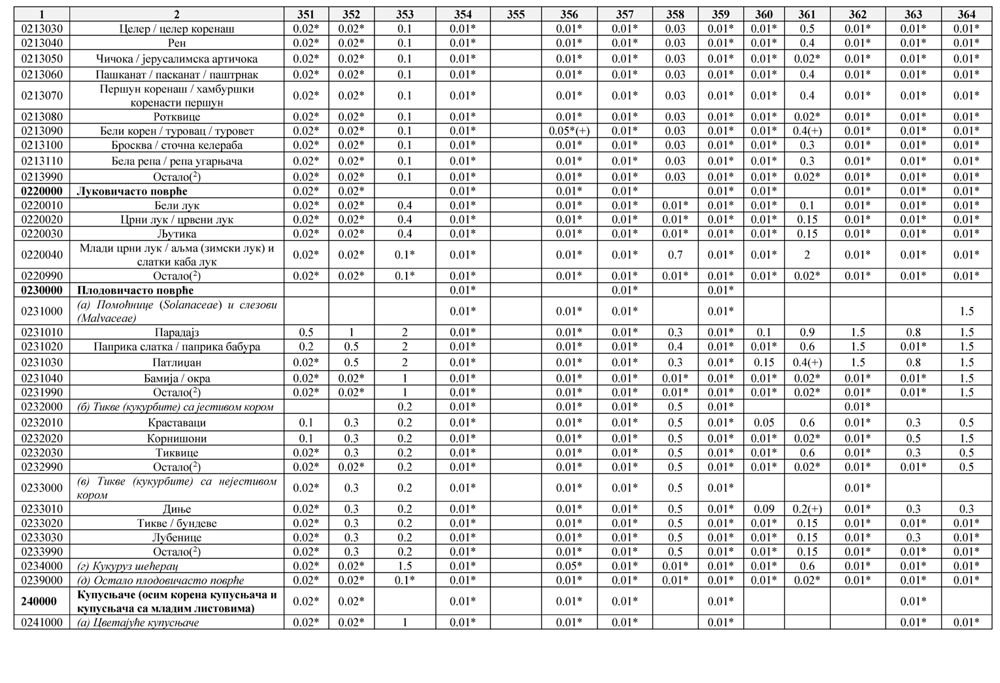 1 2 351 352 353 354 355 356 357 358 359 360 361 362 363 364
0213030 Целер / целер коренаш 0.02* 0.02* 0.1 0.01* 0.01* 0.01* 0.03 0.01* 0.01* 0.5 0.01* 0.01* 0.01*
0213040 Рен 0.02* 0.02* 0.1 0.01* 0.01* 0.01* 0.03 0.01* 0.01* 0.4 0.01* 0.01* 0.01*
0213050 Чичока / јерусалимска артичока 0.02* 0.02* 0.1 0.01* 0.01* 0.01* 0.03 0.01* 0.01* 0.02* 0.01* 0.01* 0.01*
0213060 Пашканат / пасканат / паштрнак 0.02* 0.02* 0.1 0.01* 0.01* 0.01* 0.03 0.01* 0.01* 0.4 0.01* 0.01* 0.01*
0213070 Першун коренаш / хамбуршки
коренасти першун 0.02* 0.02* 0.1 0.01* 0.01* 0.01* 0.03 0.01* 0.01* 0.4 0.01* 0.01* 0.01*
0213080 Ротквице 0.02* 0.02* 0.1 0.01* 0.01* 0.01* 0.03 0.01* 0.01* 0.02* 0.01* 0.01* 0.01*
0213090 Бели корен / туровац / туровет 0.02* 0.02* 0.1 0.01* 0.05*(+) 0.01* 0.03 0.01* 0.01* 0.4(+) 0.01* 0.01* 0.01*
0213100 Бросква / сточна келераба 0.02* 0.02* 0.1 0.01* 0.01* 0.01* 0.03 0.01* 0.01* 0.3 0.01* 0.01* 0.01*
0213110 Бела репа / репа угарњача 0.02* 0.02* 0.1 0.01* 0.01* 0.01* 0.03 0.01* 0.01* 0.3 0.01* 0.01* 0.01*
0213990 Остало(2) 0.02* 0.02* 0.1 0.01* 0.01* 0.01* 0.03 0.01* 0.01* 0.02* 0.01* 0.01* 0.01*
0220000 Луковичасто поврће 0.02* 0.02* 0.01* 0.01* 0.01* 0.01* 0.01* 0.01* 0.01* 0.01*
0220010 Бели лук 0.02* 0.02* 0.4 0.01* 0.01* 0.01* 0.01* 0.01* 0.01* 0.1 0.01* 0.01* 0.01*
0220020 Црни лук / црвени лук 0.02* 0.02* 0.4 0.01* 0.01* 0.01* 0.01* 0.01* 0.01* 0.15 0.01* 0.01* 0.01*
0220030 Љутика 0.02* 0.02* 0.4 0.01* 0.01* 0.01* 0.01* 0.01* 0.01* 0.15 0.01* 0.01* 0.01*
0220040 Млади црни лук / аљма (зимски лук) и
слатки каба лук 0.02* 0.02* 0.1* 0.01* 0.01* 0.01* 0.7 0.01* 0.01* 2 0.01* 0.01* 0.01*
0220990 Остало(2) 0.02* 0.02* 0.1* 0.01* 0.01* 0.01* 0.01* 0.01* 0.01* 0.02* 0.01* 0.01* 0.01*
0230000 Плодовичасто поврће 0.01* 0.01* 0.01*
0231000 (а) Помоћнице (Solanaceae) и слезови
(Malvaceae) 0.01* 0.01* 0.01* 0.01* 1.5
0231010 Парадајз 0.5 1 2 0.01* 0.01* 0.01* 0.3 0.01* 0.1 0.9 1.5 0.8 1.5
0231020 Паприка слатка / паприка бабура 0.2 0.5 2 0.01* 0.01* 0.01* 0.4 0.01* 0.01* 0.6 1.5 0.01* 1.5
0231030 Патлиџан 0.02* 0.5 2 0.01* 0.01* 0.01* 0.3 0.01* 0.15 0.4(+) 1.5 0.8 1.5
0231040 Бамија / окра 0.02* 0.02* 1 0.01* 0.01* 0.01* 0.01* 0.01* 0.01* 0.02* 0.01* 0.01* 1.5
0231990 Остало(2) 0.02* 0.02* 1 0.01* 0.01* 0.01* 0.01* 0.01* 0.01* 0.02* 0.01* 0.01* 1.5
0232000 (б) Тикве (кукурбите) са јестивом кором 0.2 0.01* 0.01* 0.01* 0.5 0.01* 0.01*
0232010 Краставаци 0.1 0.3 0.2 0.01* 0.01* 0.01* 0.5 0.01* 0.05 0.6 0.01* 0.3 0.5
0232020 Корнишони 0.1 0.3 0.2 0.01* 0.01* 0.01* 0.5 0.01* 0.01* 0.02* 0.01* 0.5 1.5
0232030 Тиквице 0.02* 0.3 0.2 0.01* 0.01* 0.01* 0.5 0.01* 0.01* 0.6 0.01* 0.3 0.5
0232990 Остало(2) 0.02* 0.02* 0.2 0.01* 0.01* 0.01* 0.5 0.01* 0.01* 0.02* 0.01* 0.01* 0.5
0233000 (в) Тикве (кукурбите) са нејестивом
кором 0.02* 0.3 0.2 0.01* 0.01* 0.01* 0.5 0.01* 0.01*
0233010 Диње 0.02* 0.3 0.2 0.01* 0.01* 0.01* 0.5 0.01* 0.09 0.2(+) 0.01* 0.3 0.3
0233020 Тикве / бундеве 0.02* 0.3 0.2 0.01* 0.01* 0.01* 0.5 0.01* 0.01* 0.15 0.01* 0.01* 0.01*
0233030 Лубенице 0.02* 0.3 0.2 0.01* 0.01* 0.01* 0.5 0.01* 0.01* 0.15 0.01* 0.3 0.01*
0233990 Остало(2) 0.02* 0.3 0.2 0.01* 0.01* 0.01* 0.5 0.01* 0.01* 0.15 0.01* 0.01* 0.01*
0234000 (г) Кукуруз шећерац 0.02* 0.02* 1.5 0.01* 0.05* 0.01* 0.01* 0.01* 0.01* 0.6 0.01* 0.01* 0.01*
0239000 (д) Остало плодовичасто поврће 0.02* 0.02* 0.1* 0.01* 0.01* 0.01* 0.01* 0.01* 0.01* 0.02* 0.01* 0.01* 0.01*
240000 Купусњаче (осим корена купусњача и
купусњача са младим листовима) 0.02* 0.02* 0.01* 0.01* 0.01* 0.01* 0.01*
0241000 (а) Цветајуће купусњаче 0.02* 0.02* 1 0.01* 0.01* 0.01* 0.01* 0.01* 0.01*